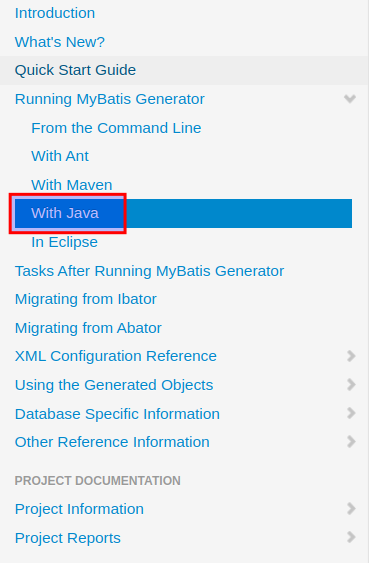 Introduction
What's New?
Quick Start Guide
Running MyBatis Generator
From the Command Line
With Ant
With Maven
With Java
In Eclipse
Tasks After Running MyBatis Generator
Migrating from Ibator
Migrating from Abator
XML Configuration Reference
Using the Generated Objects
Database Specific Information
Other Reference Information
PROJECT DOCUMENTATION
Project Information
Project Reports